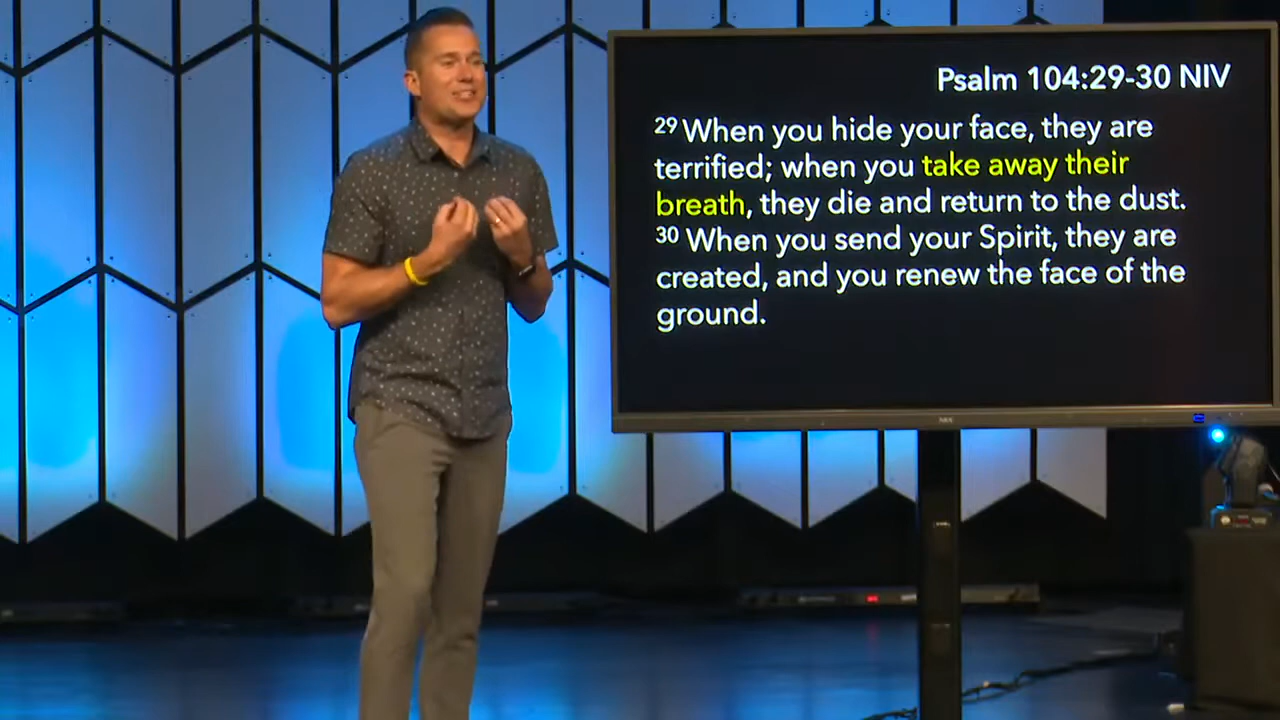 Psalm 104:29-30 NIV
29 When you hide your face, they are
terrified; when you take away their
breath, they die and return to the dust.
30 When you send your Spirit, they are
created, and you renew the face of the
ground.
NEC